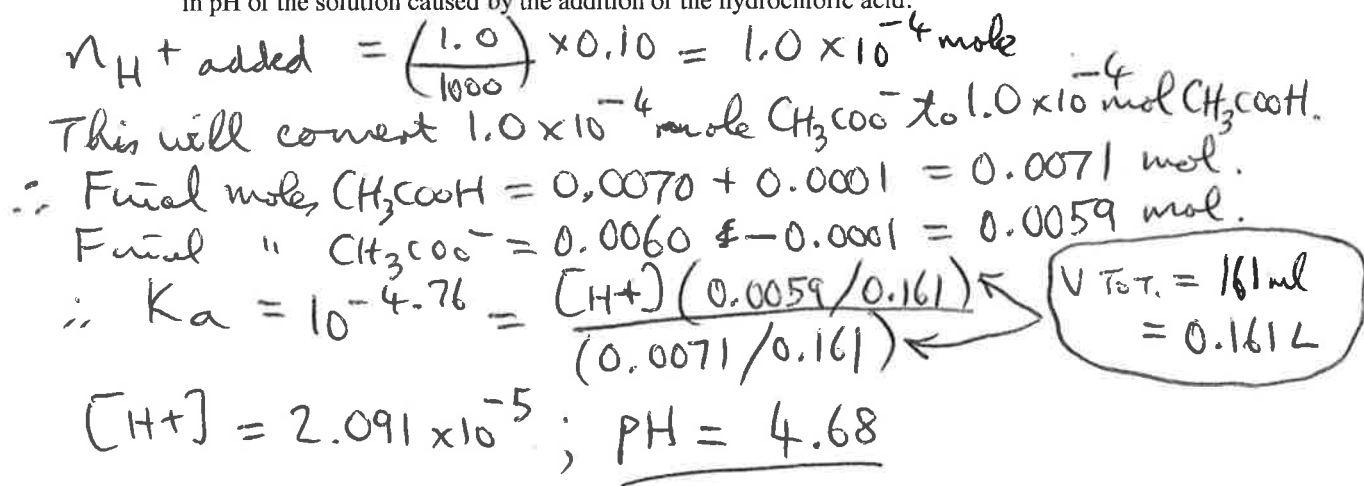 in pH of the solution caused by the addition of the hydrochloric acid.
nH+ added = (1.0/1000) ×0.10 = 1.0 × 10⁻⁴ mole
This will convert 1.0 × 10⁻⁴ mole CH₃COO⁻ to 1.0 × 10⁻⁴ mol CH₃COOH.
∴ Final moles CH₃COOH = 0.0070 + 0.0001 = 0.0071 mol.
Final " CH₃COO⁻ = 0.0060 − 0.0001 = 0.0059 mol.
∴ Ka = 10⁻⁴·⁷⁶ = [H+] (0.0059/0.161) / (0.0071/0.161)
V TOT. = 161 ml
= 0.161 L
[H+] = 2.091 ×10⁻⁵ ; pH = 4.68